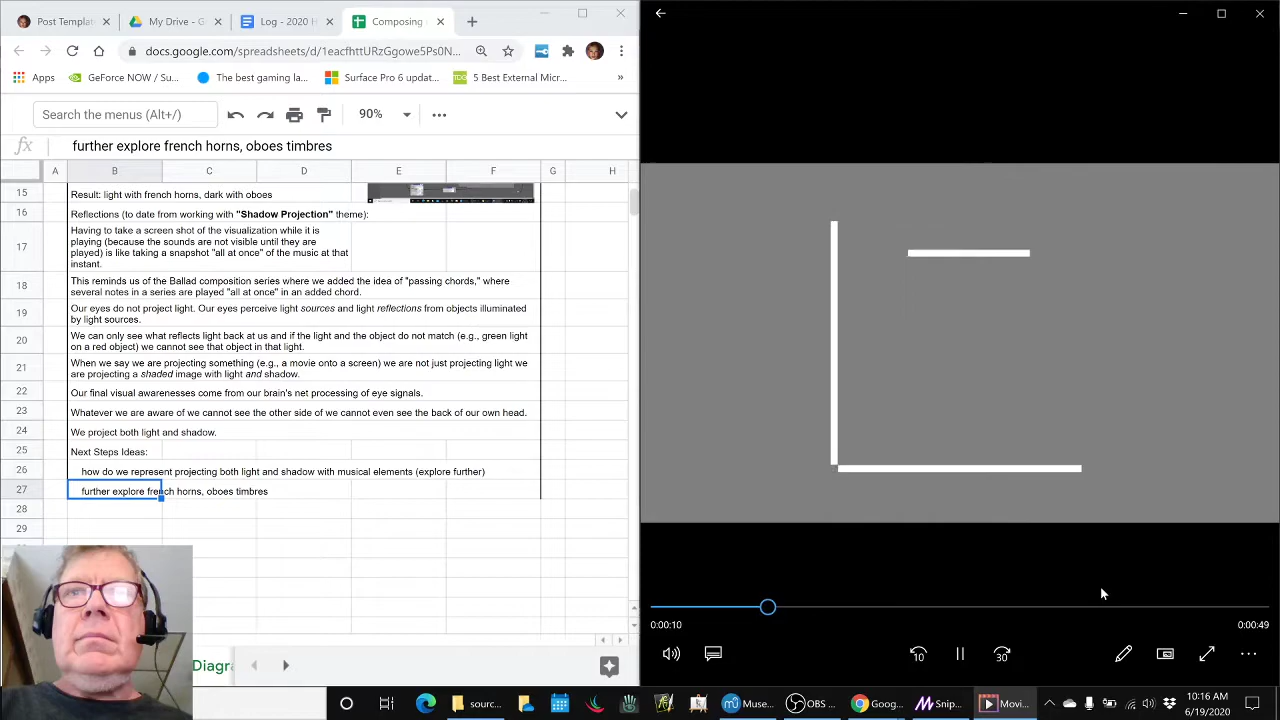 Post Templat
My Drive - G
Log - 2020 H
Composing
docs.google.com/spreadsheets/d/1eacfhttURzGgowe5Ps0N...
Apps
GeForce NOW / Su...
The best gaming la...
Surface Pro 6 updat...
TDG
5 Best External Micr...
»
Search the menus (Alt+/)
90%
fx
further explore french horns, oboes timbres
A B C D E F G H
15 Result: light with french horns, dark with oboes
16 Reflections (to date from working with "Shadow Projection" theme):
17 Having to take a screen shot of the visualization while it is
playing (because the sounds are not visible until they are
played) is like taking a snapshot "all at once" of the music at that
instant.
18 This reminds us of the Ballad composition series where we added the idea of "passing chords," where
several notes in a series are played "all at once" in an added chord.
19 Our eyes do not project light. Our eyes perceive light sources and light reflections from objects illuminated
by light sources.
20 We can only see what reflects light back at us and if the light and the object do not match (e.g., green light
on a red object) we cannot see that object in that light.
21 When we say we are projecting something (e.g., a movie onto a screen) we are not just projecting light we
are projecting a shaded image with light and shadow.
22 Our final visual awarenesses come from our brain's net processing of eye signals.
23 Whatever we are aware of we cannot see the other side of we cannot even see the back of our own head.
24 We project both light and shadow.
25 Next Steps Ideas:
26 how do we represent projecting both light and shadow with musical elements (explore further)
27 further explore french horns, oboes timbres
28
29
Diagra
0:00:10
0:00:49
10
30
sourc...
Muse...
OBS ...
Goog...
Snip...
Movi...
10:16 AM
6/19/2020